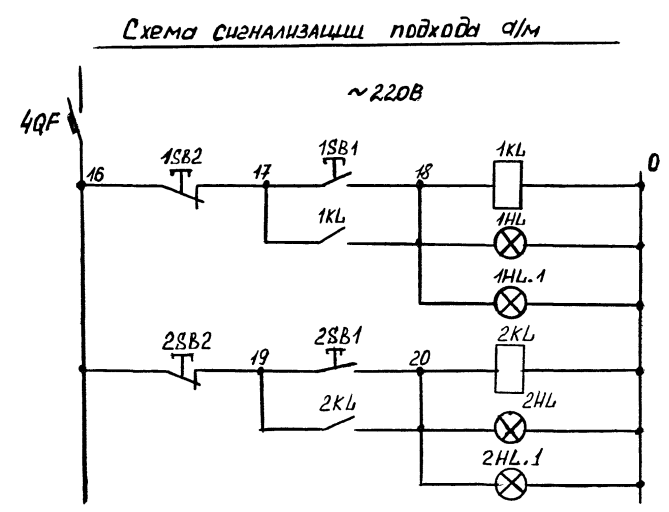 Схема сигнализации подхода а/м
~220В
4QF
16
1SB2
17
1SB1
18
1KL
0
1KL
1HL
1HL.1
2SB2
19
2SB1
20
2KL
2KL
2HL
2HL.1